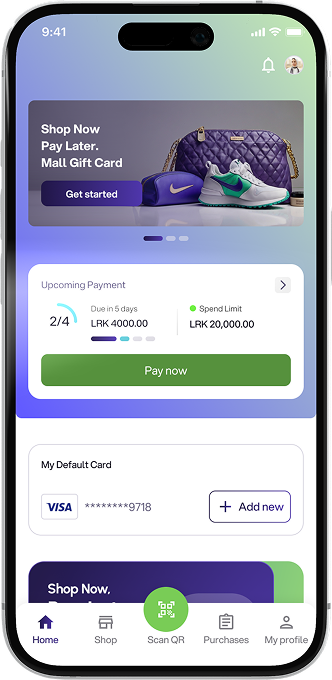 9:41
Shop Now
Pay Later.
Mall Gift Card
Get started
Upcoming Payment
2/4
Due in 5 days
LRK 4000.00
Spend Limit
LRK 20,000.00
Pay now
My Default Card
VISA
********9718
+ Add new
Shop Now,
Home
Shop
Scan QR
Purchases
My profile